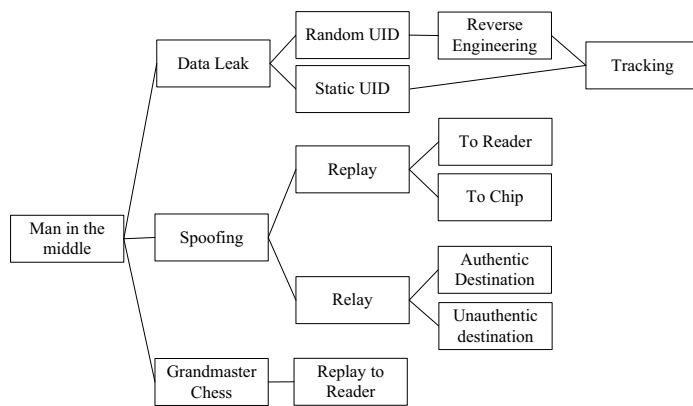 Random UID
Reverse
Engineering
Data Leak
Tracking
Static UID
To Reader
Replay
To Chip
Man in the
middle
Spoofing
Authentic
Destination
Relay
Unauthentic
destination
Grandmaster
Chess
Replay to
Reader